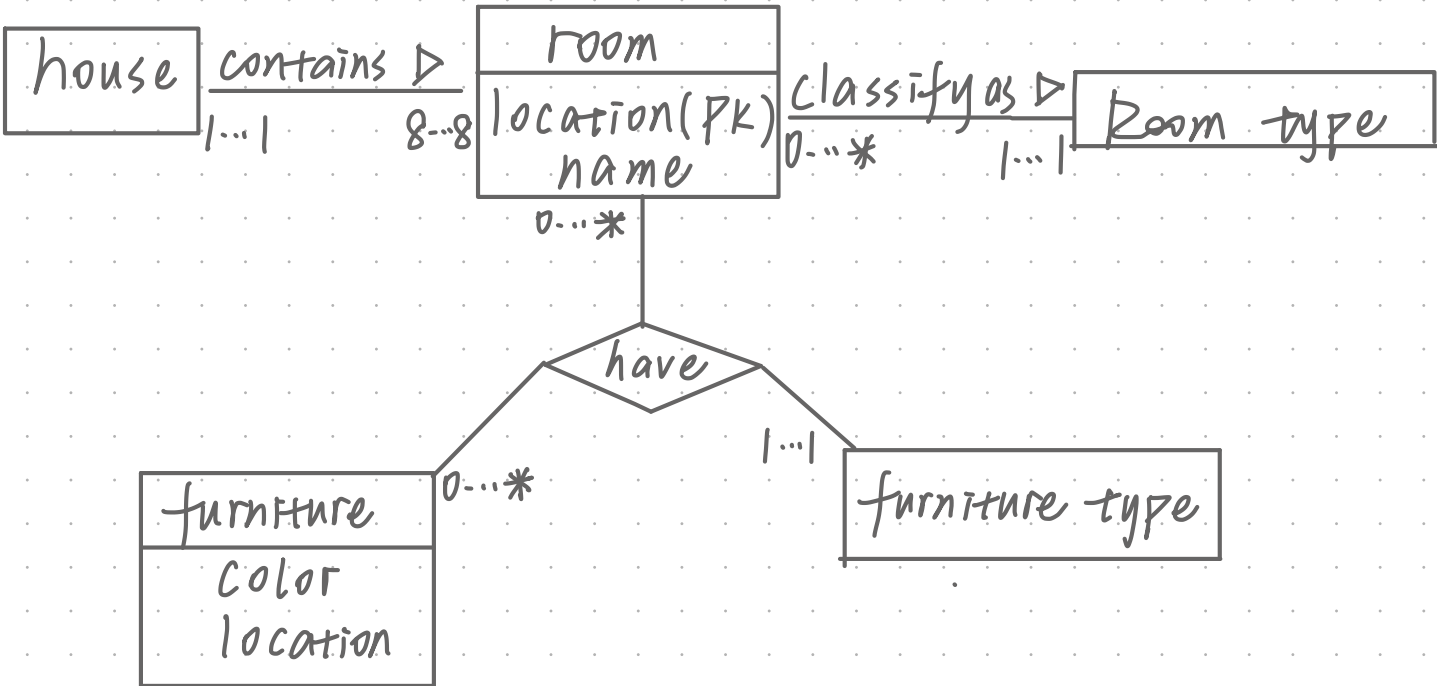 house
contains ▷
1...1
8...8
room
location(PK)
name
classify as ▷
0...*
1...1
Room type
0...*
have
0...*
1...1
furniture
color
location
furniture type